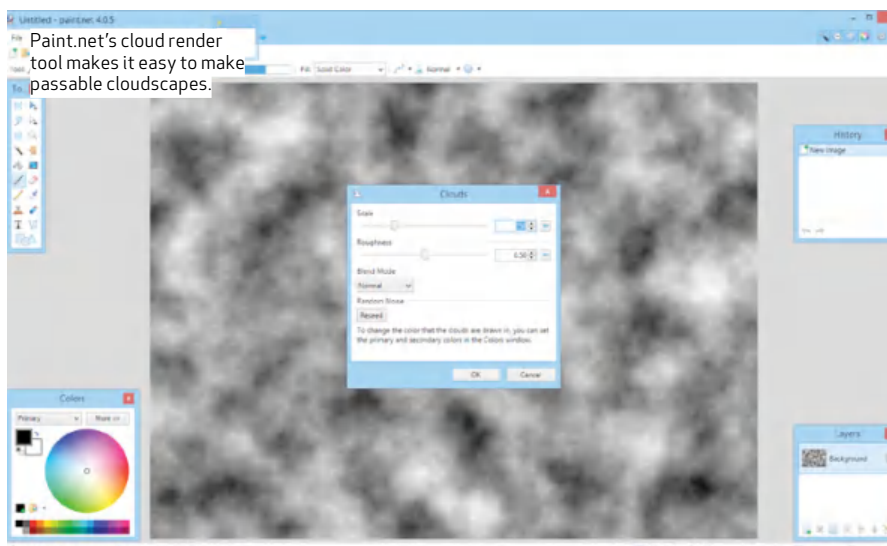 Untitled - paint.net 4.0.5
File
Paint.net’s cloud render
tool makes it easy to make
passable cloudscapes.
Tool:
Fill: Solid Color
Normal
To...
History
New Image
Clouds
Scale
Roughness
0.50
Blend Mode
Normal
Random Noise
Reseed
To change the color that the clouds are drawn in, you can set
the primary and secondary colors in the Colors window.
OK
Cancel
Colors
Primary
More >>
Layers
Background